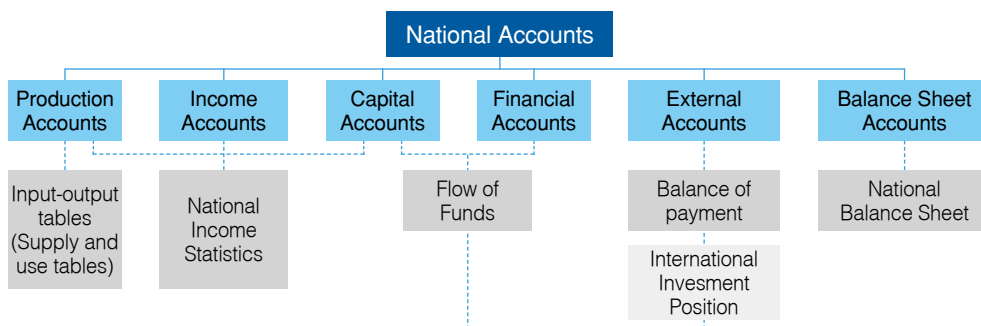 National Accounts
Production
Accounts
Income
Accounts
Capital
Accounts
Financial
Accounts
External
Accounts
Balance Sheet
Accounts
Input-output
tables
(Supply and
use tables)
National
Income
Statistics
Flow of
Funds
Balance of
payment
National
Balance Sheet
International
Invesment
Position